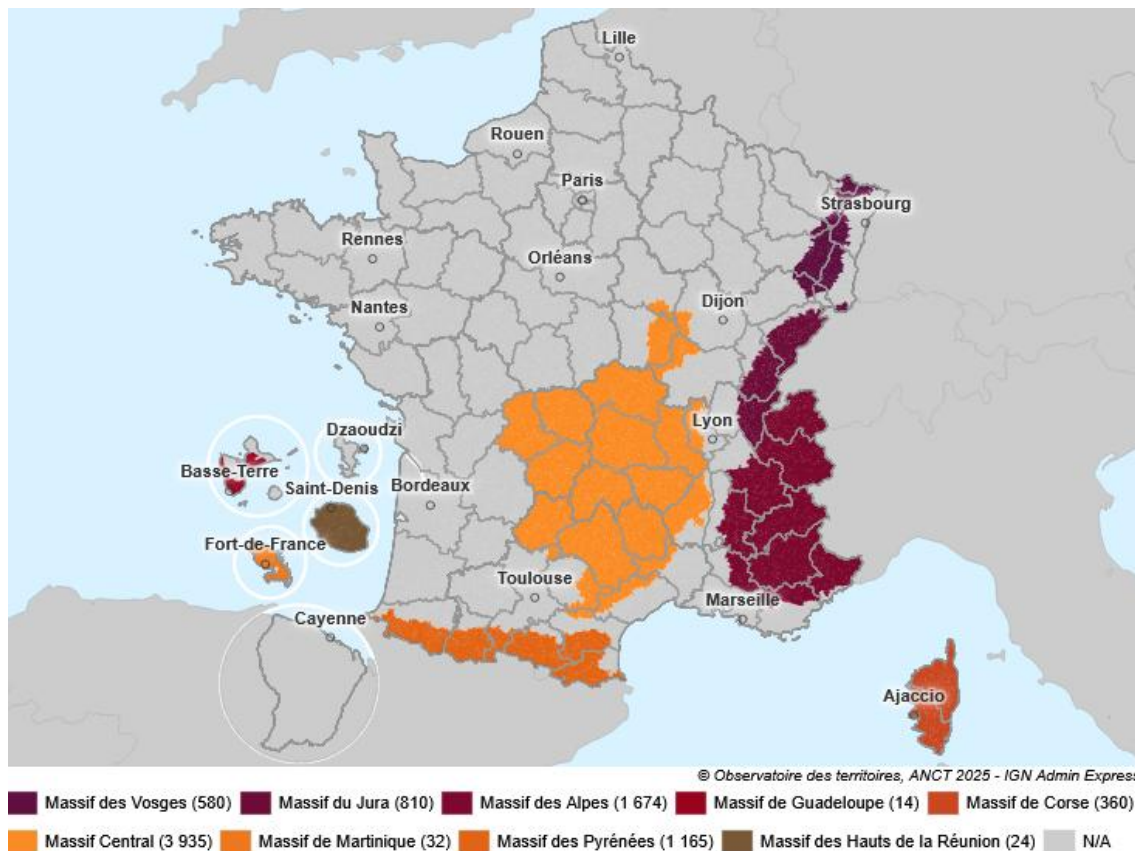 Lille
Rouen
Paris
Strasbourg
Rennes
Orléans
Nantes
Dijon
Lyon
Dzaoudzi
Basse-Terre
Saint-Denis
Bordeaux
Fort-de-France
Toulouse
Marseille
Cayenne
Ajaccio
© Observatoire des territoires, ANCT 2025 - IGN Admin Express
Massif des Vosges (580) Massif du Jura (810) Massif des Alpes (1 674) Massif de Guadeloupe (14) Massif de Corse (360)
Massif Central (3 935) Massif de Martinique (32) Massif des Pyrénées (1 165) Massif des Hauts de la Réunion (24) N/A